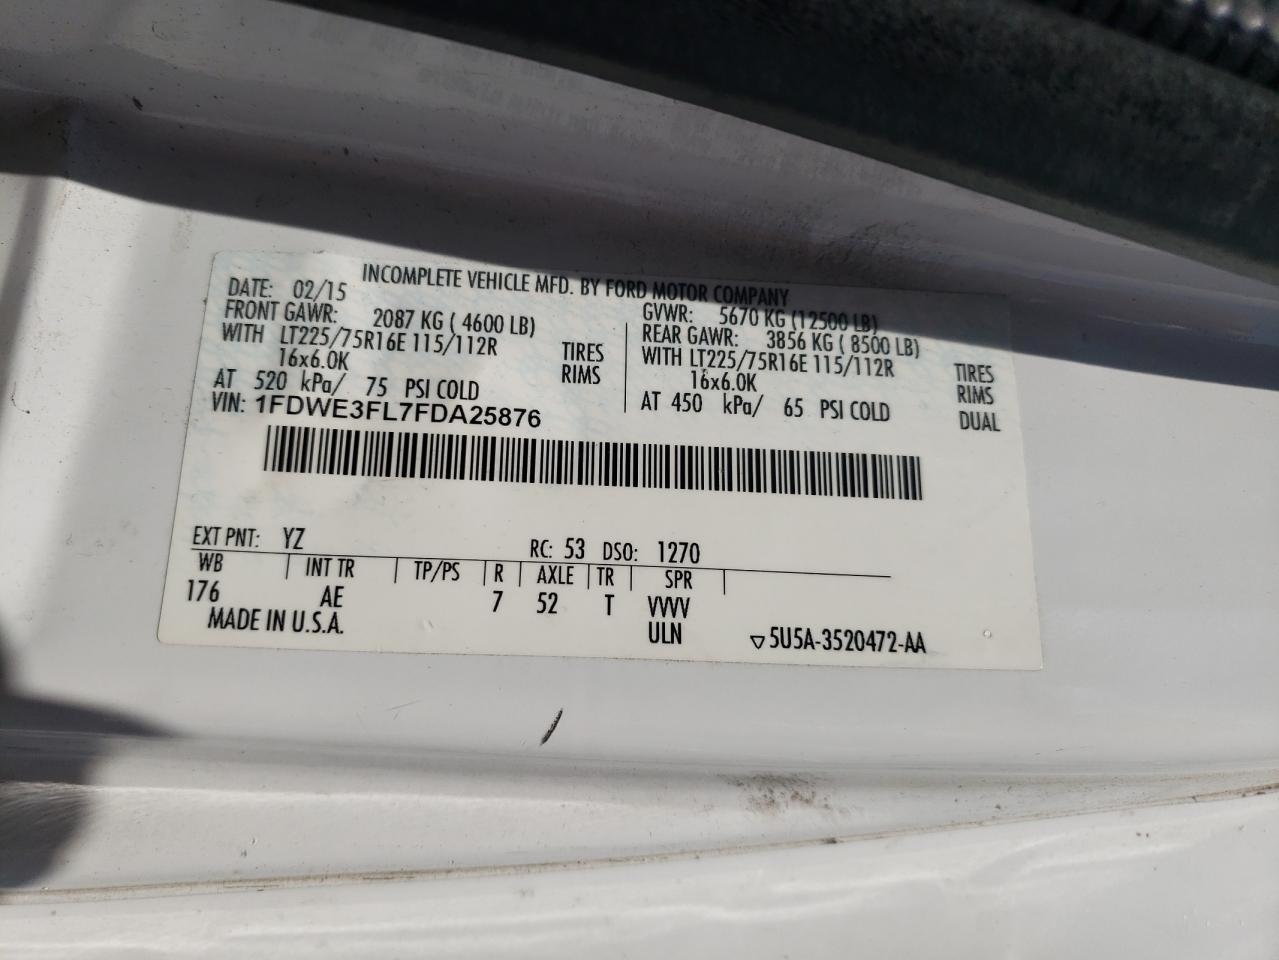 INCOMPLETE VEHICLE MFD. BY FORD MOTOR COMPANY
DATE: 02/15
GVWR: 5670 KG (12500 LB)
FRONT GAWR: 2087 KG ( 4600 LB)
REAR GAWR: 3856 KG ( 8500 LB)
WITH LT225/75R16E 115/112R TIRES
WITH LT225/75R16E 115/112R TIRES
16x6.0K RIMS
16x6.0K RIMS
AT 520 kPa/ 75 PSI COLD
AT 450 kPa/ 65 PSI COLD DUAL
VIN: 1FDWE3FL7FDA25876
EXT PNT: YZ RC: 53 DSO: 1270
WB INT TR TP/PS R AXLE TR SPR
176 AE 7 52 T VVVV
ULN
MADE IN U.S.A.
▽5U5A-3520472-AA